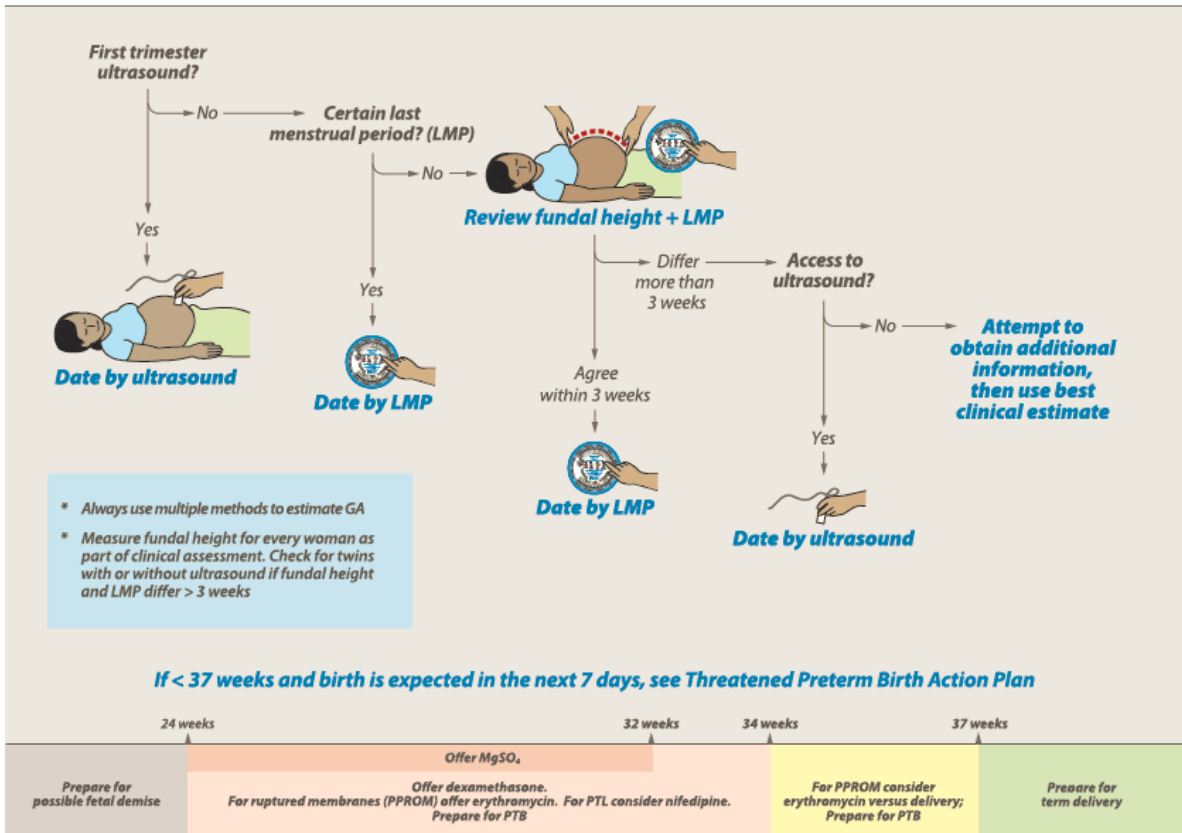 First trimester
ultrasound?
No
Certain last
menstrual period? (LMP)
No
Review fundal height + LMP
Yes
Date by ultrasound
Yes
Date by LMP
Differ
more than
3 weeks
Access to
ultrasound?
No
Attempt to
obtain additional
information,
then use best
clinical estimate
Agree
within 3 weeks
Date by LMP
Yes
Date by ultrasound
* Always use multiple methods to estimate GA
* Measure fundal height for every woman as
part of clinical assessment. Check for twins
with or without ultrasound if fundal height
and LMP differ > 3 weeks
If < 37 weeks and birth is expected in the next 7 days, see Threatened Preterm Birth Action Plan
24 weeks
32 weeks
34 weeks
37 weeks
Prepare for
possible fetal demise
Offer MgSO₄
Offer dexamethasone.
For ruptured membranes (PPROM) offer erythromycin. For PTL consider nifedipine.
Prepare for PTB
For PPROM consider
erythromycin versus delivery;
Prepare for PTB
Prepare for
term delivery